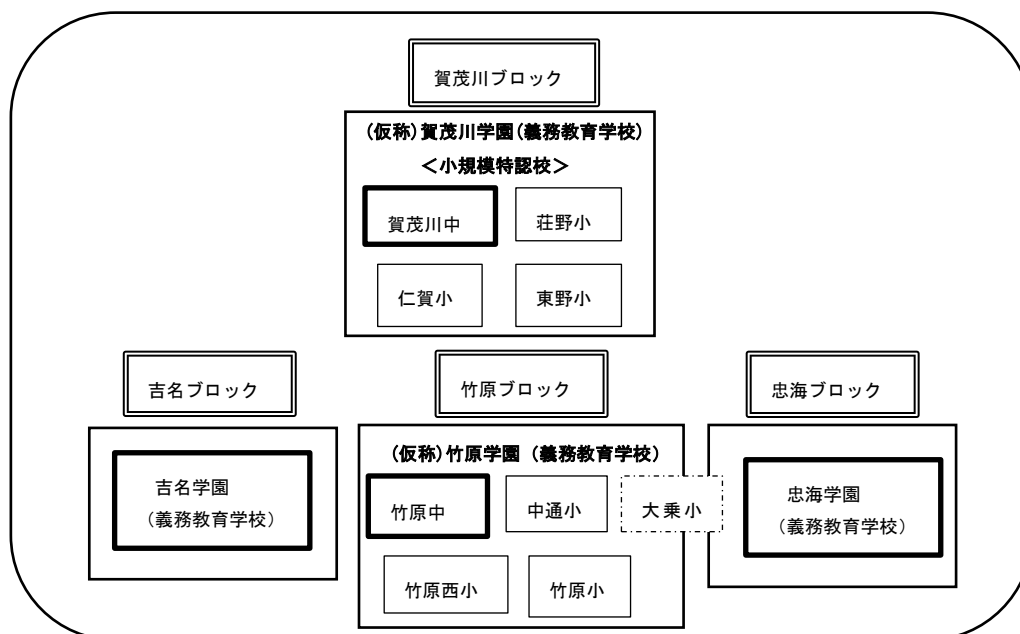 賀茂川ブロック
(仮称)賀茂川学園(義務教育学校)
＜小規模特認校＞
賀茂川中
荘野小
仁賀小
東野小
吉名ブロック
竹原ブロック
忠海ブロック
吉名学園
（義務教育学校）
(仮称)竹原学園（義務教育学校）
竹原中
中通小
大乗小
竹原西小
竹原小
忠海学園
（義務教育学校）